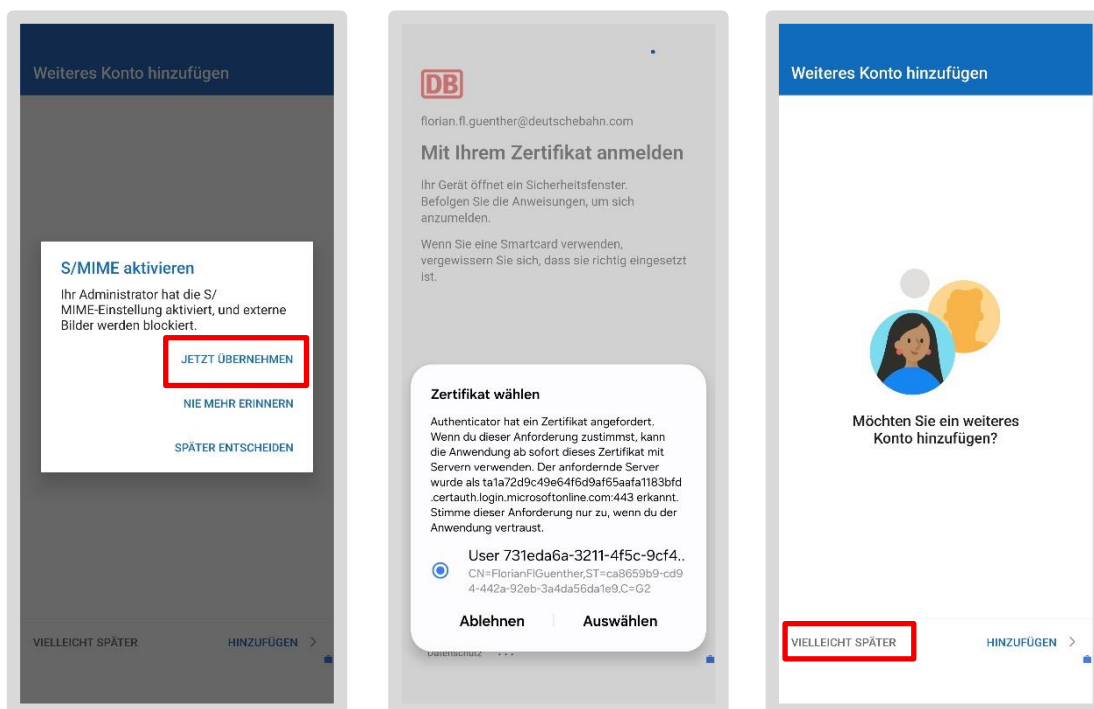 Weiteres Konto hinzufügen
S/MIME aktivieren
Ihr Administrator hat die S/
MIME-Einstellung aktiviert, und externe
Bilder werden blockiert.
JETZT ÜBERNEHMEN
NIE MEHR ERINNERN
SPÄTER ENTSCHEIDEN
VIELLEICHT SPÄTER
HINZUFÜGEN
DB
florian.fl.guenther@deutschebahn.com
Mit Ihrem Zertifikat anmelden
Ihr Gerät öffnet ein Sicherheitsfenster.
Befolgen Sie die Anweisungen, um sich
anzumelden.
Wenn Sie eine Smartcard verwenden,
vergewissern Sie sich, dass sie richtig eingesetzt
ist.
Zertifikat wählen
Authenticator hat ein Zertifikat angefordert.
Wenn du dieser Anforderung zustimmst, kann
die Anwendung ab sofort dieses Zertifikat mit
Servern verwenden. Der anfordernde Server
wurde als ta1a72d9c49e64f6d9af65aafa1183bfd
.certauth.login.microsoftonline.com:443 erkannt.
Stimme dieser Anforderung nur zu, wenn du der
Anwendung vertraust.
User 731eda6a-3211-4f5c-9cf4..
CN=FlorianFlGuenther,ST=ca8659b9-cd9
4-442a-92eb-3a4da56da1e9,C=G2
Ablehnen
Auswählen
Datenschutz ...
Weiteres Konto hinzufügen
Möchten Sie ein weiteres
Konto hinzufügen?
VIELLEICHT SPÄTER
HINZUFÜGEN